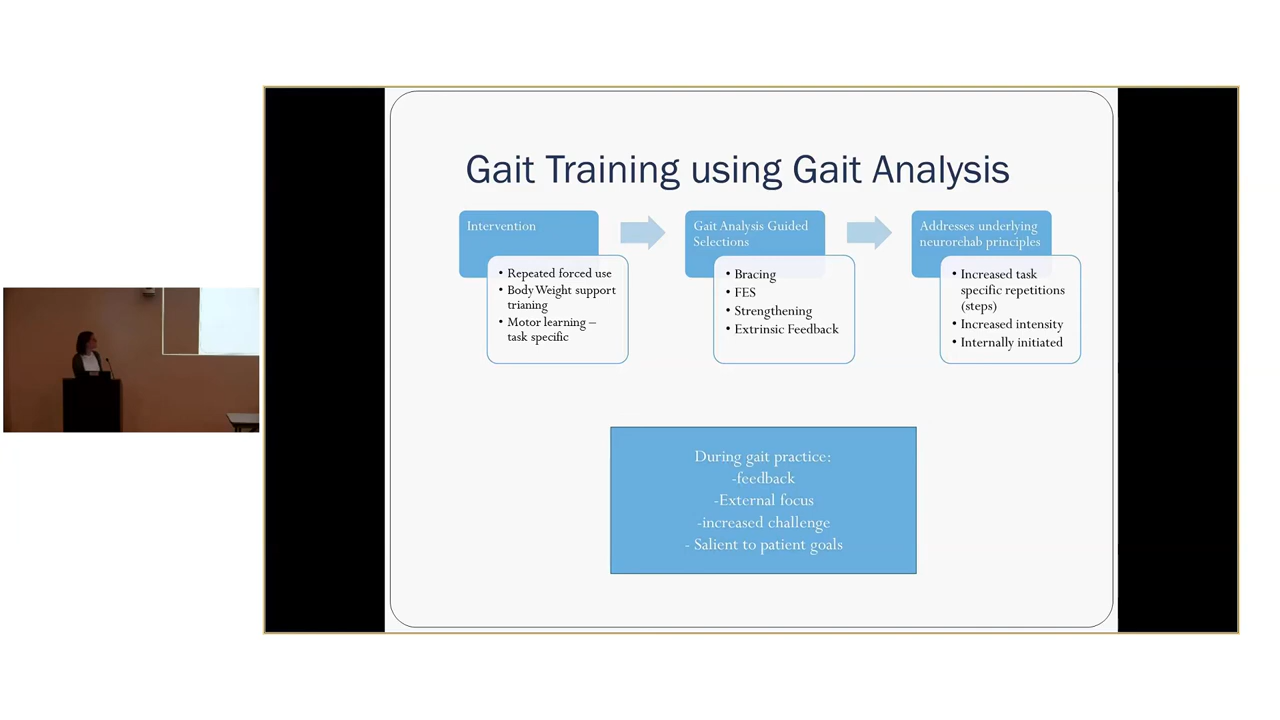 Gait Training using Gait Analysis
Intervention
• Repeated forced use
• Body Weight support
trianing
• Motor learning –
task specific
Gait Analysis Guided
Selections
• Bracing
• FES
• Strengthening
• Extrinsic Feedback
Addresses underlying
neurorehab principles
• Increased task
specific repetitions
(steps)
• Increased intensity
• Internally initiated
During gait practice:
-feedback
-External focus
-increased challenge
- Salient to patient goals